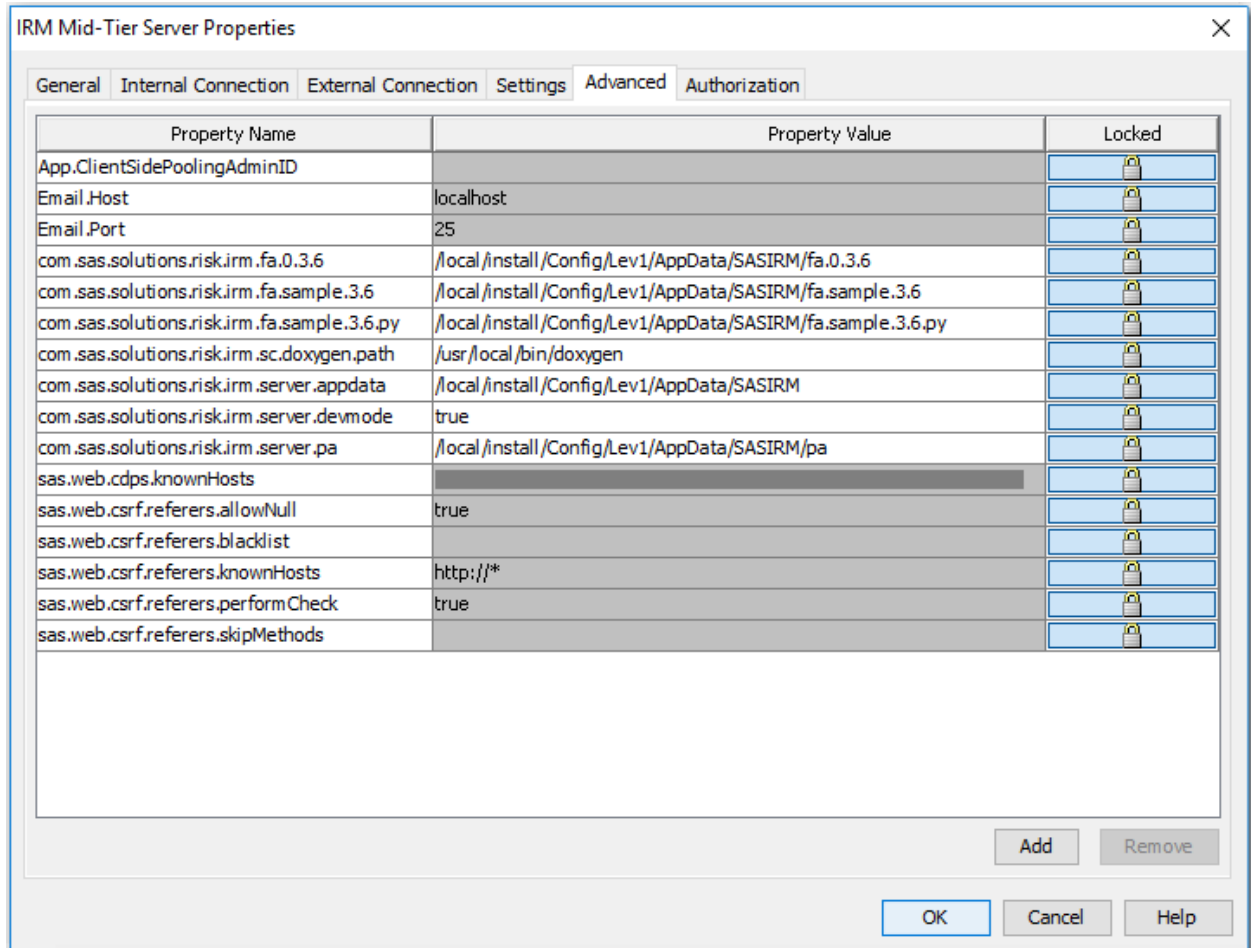 IRM Mid-Tier Server Properties
General Internal Connection External Connection Settings Advanced Authorization
Property Name Property Value Locked
App.ClientSidePoolingAdminID
Email.Host localhost
Email.Port 25
com.sas.solutions.risk.irm.fa.0.3.6 /local/install/Config/Lev1/AppData/SASIRM/fa.0.3.6
com.sas.solutions.risk.irm.fa.sample.3.6 /local/install/Config/Lev1/AppData/SASIRM/fa.sample.3.6
com.sas.solutions.risk.irm.fa.sample.3.6.py /local/install/Config/Lev1/AppData/SASIRM/fa.sample.3.6.py
com.sas.solutions.risk.irm.sc.doxygen.path /usr/local/bin/doxygen
com.sas.solutions.risk.irm.server.appdata /local/install/Config/Lev1/AppData/SASIRM
com.sas.solutions.risk.irm.server.devmode true
com.sas.solutions.risk.irm.server.pa /local/install/Config/Lev1/AppData/SASIRM/pa
sas.web.cdps.knownHosts
sas.web.csrf.referers.allowNull true
sas.web.csrf.referers.blacklist
sas.web.csrf.referers.knownHosts http://*
sas.web.csrf.referers.performCheck true
sas.web.csrf.referers.skipMethods
Add Remove
OK Cancel Help